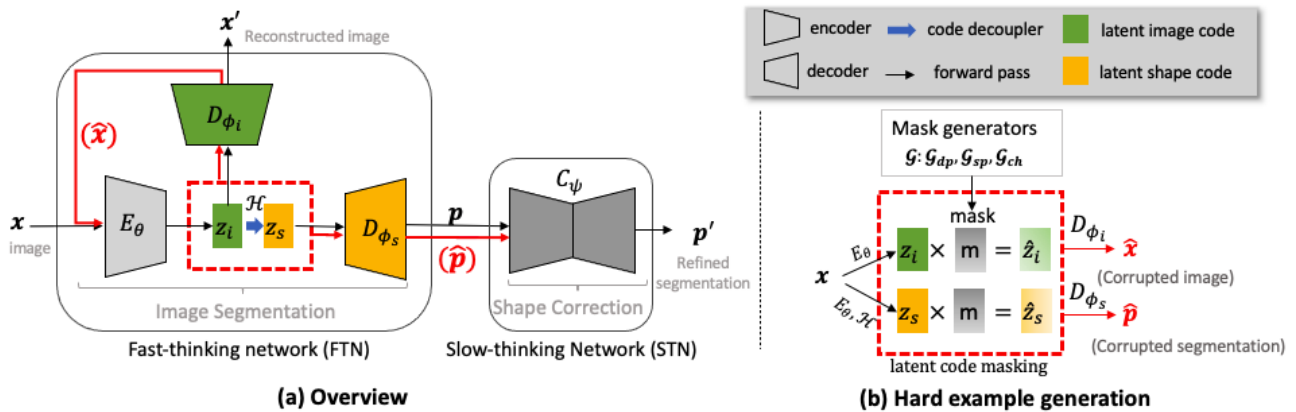 x′
Reconstructed image
D_ϕi
(x̂)
x
image
E_θ
z_i
ℋ
z_s
D_ϕs
p
(p̂)
C_ψ
p′
Refined
segmentation
Image Segmentation
Shape Correction
Fast-thinking network (FTN)
Slow-thinking Network (STN)
(a) Overview
encoder
code decoupler
latent image code
decoder
forward pass
latent shape code
Mask generators
𝒢: 𝒢_dp, 𝒢_sp, 𝒢_ch
mask
x
E_θ
z_i × m = ẑ_i
D_ϕi
x̂
(Corrupted image)
E_θ, ℋ
z_s × m = ẑ_s
D_ϕs
p̂
(Corrupted segmentation)
latent code masking
(b) Hard example generation